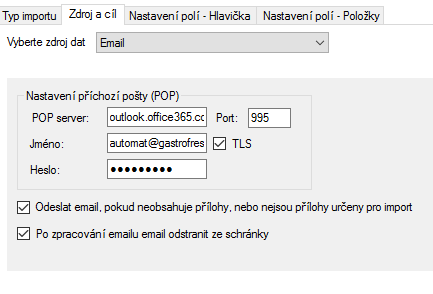 Typ importu Zdroj a cíl Nastavení polí - Hlavička Nastavení polí - Položky
Vyberte zdroj dat Email
Nastavení příchozí pošty (POP)
POP server: outlook.office365.cc Port: 995
Jméno: automat@gastrofres TLS
Heslo: ●●●●●●●●●
Odeslat email, pokud neobsahuje přílohy, nebo nejsou přílohy určeny pro import
Po zpracování emailu email odstranit ze schránky